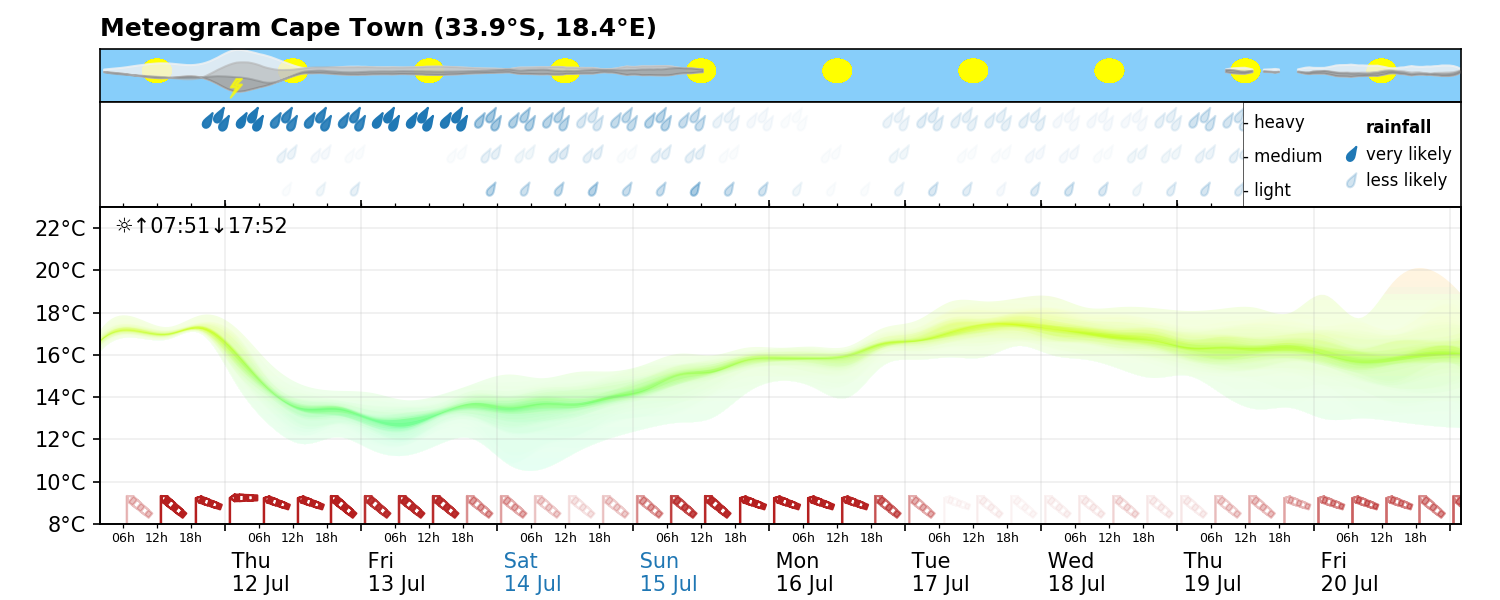 Meteogram Cape Town (33.9°S, 18.4°E)
heavy
medium
light
rainfall
very likely
less likely
☼↑07:51↓17:52
22°C
20°C
18°C
16°C
14°C
12°C
10°C
8°C
06h 12h 18h 06h 12h 18h 06h 12h 18h 06h 12h 18h 06h 12h 18h 06h 12h 18h 06h 12h 18h 06h 12h 18h 06h 12h 18h 06h 12h 18h
Thu Fri Sat Sun Mon Tue Wed Thu Fri
12 Jul 13 Jul 14 Jul 15 Jul 16 Jul 17 Jul 18 Jul 19 Jul 20 Jul